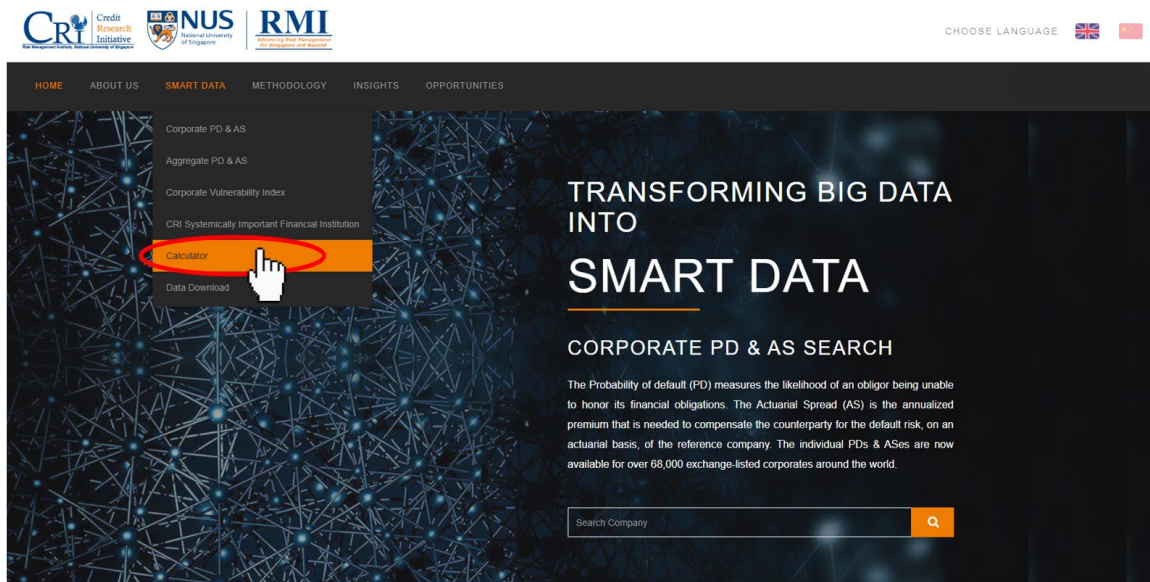 CRI
Credit
Research
Initiative
Risk Management Institute, National University of Singapore
NUS
National University
of Singapore
RMI
Advancing Risk Management
for Singapore and Beyond
CHOOSE LANGUAGE
HOME ABOUT US SMART DATA METHODOLOGY INSIGHTS OPPORTUNITIES
Corporate PD & AS
Aggregate PD & AS
Corporate Vulnerability Index
CRI Systemically Important Financial Institution
Calculator
Data Download
TRANSFORMING BIG DATA
INTO
SMART DATA
CORPORATE PD & AS SEARCH
The Probability of default (PD) measures the likelihood of an obligor being unable
to honor its financial obligations. The Actuarial Spread (AS) is the annualized
premium that is needed to compensate the counterparty for the default risk, on an
actuarial basis, of the reference company. The individual PDs & ASes are now
available for over 68,000 exchange-listed corporates around the world.
Search Company